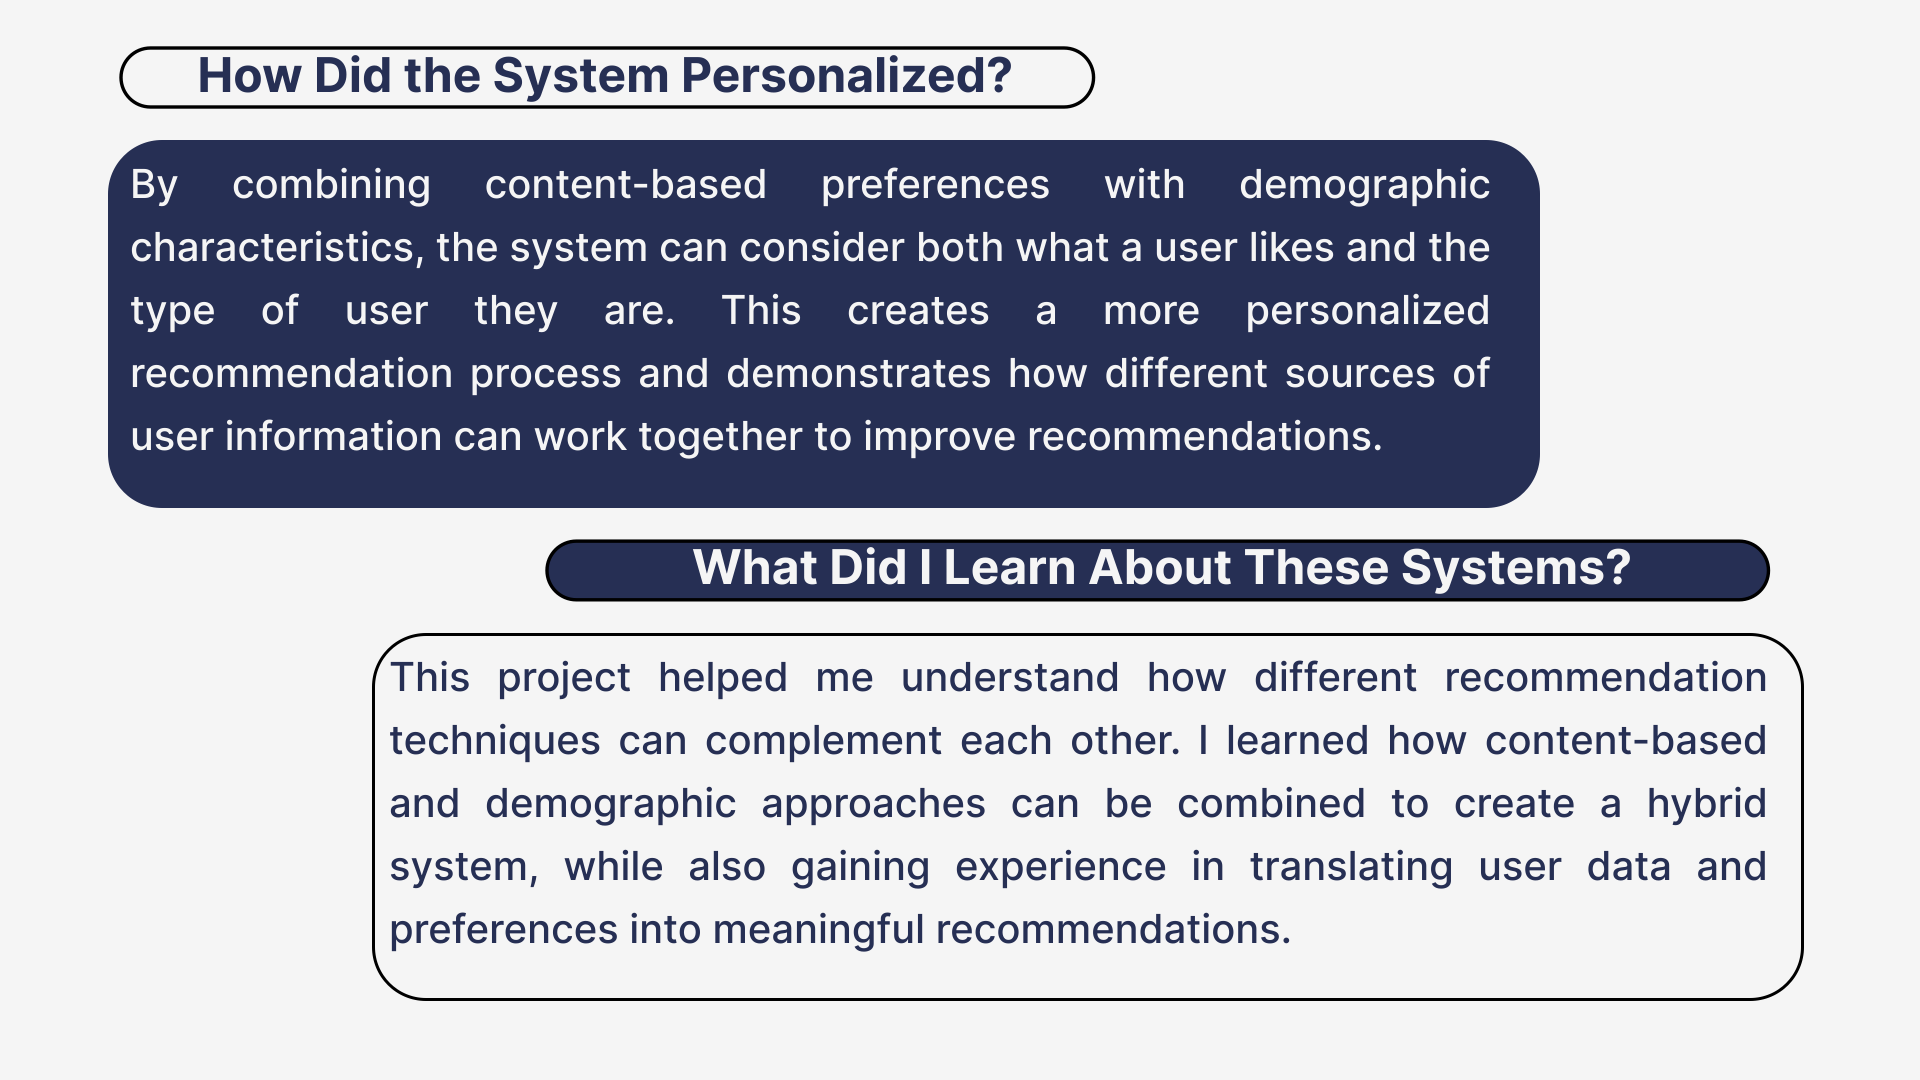 How Did the System Personalized?
By combining content-based preferences with demographic
characteristics, the system can consider both what a user likes and the
type of user they are. This creates a more personalized
recommendation process and demonstrates how different sources of
user information can work together to improve recommendations.
What Did I Learn About These Systems?
This project helped me understand how different recommendation
techniques can complement each other. I learned how content-based
and demographic approaches can be combined to create a hybrid
system, while also gaining experience in translating user data and
preferences into meaningful recommendations.